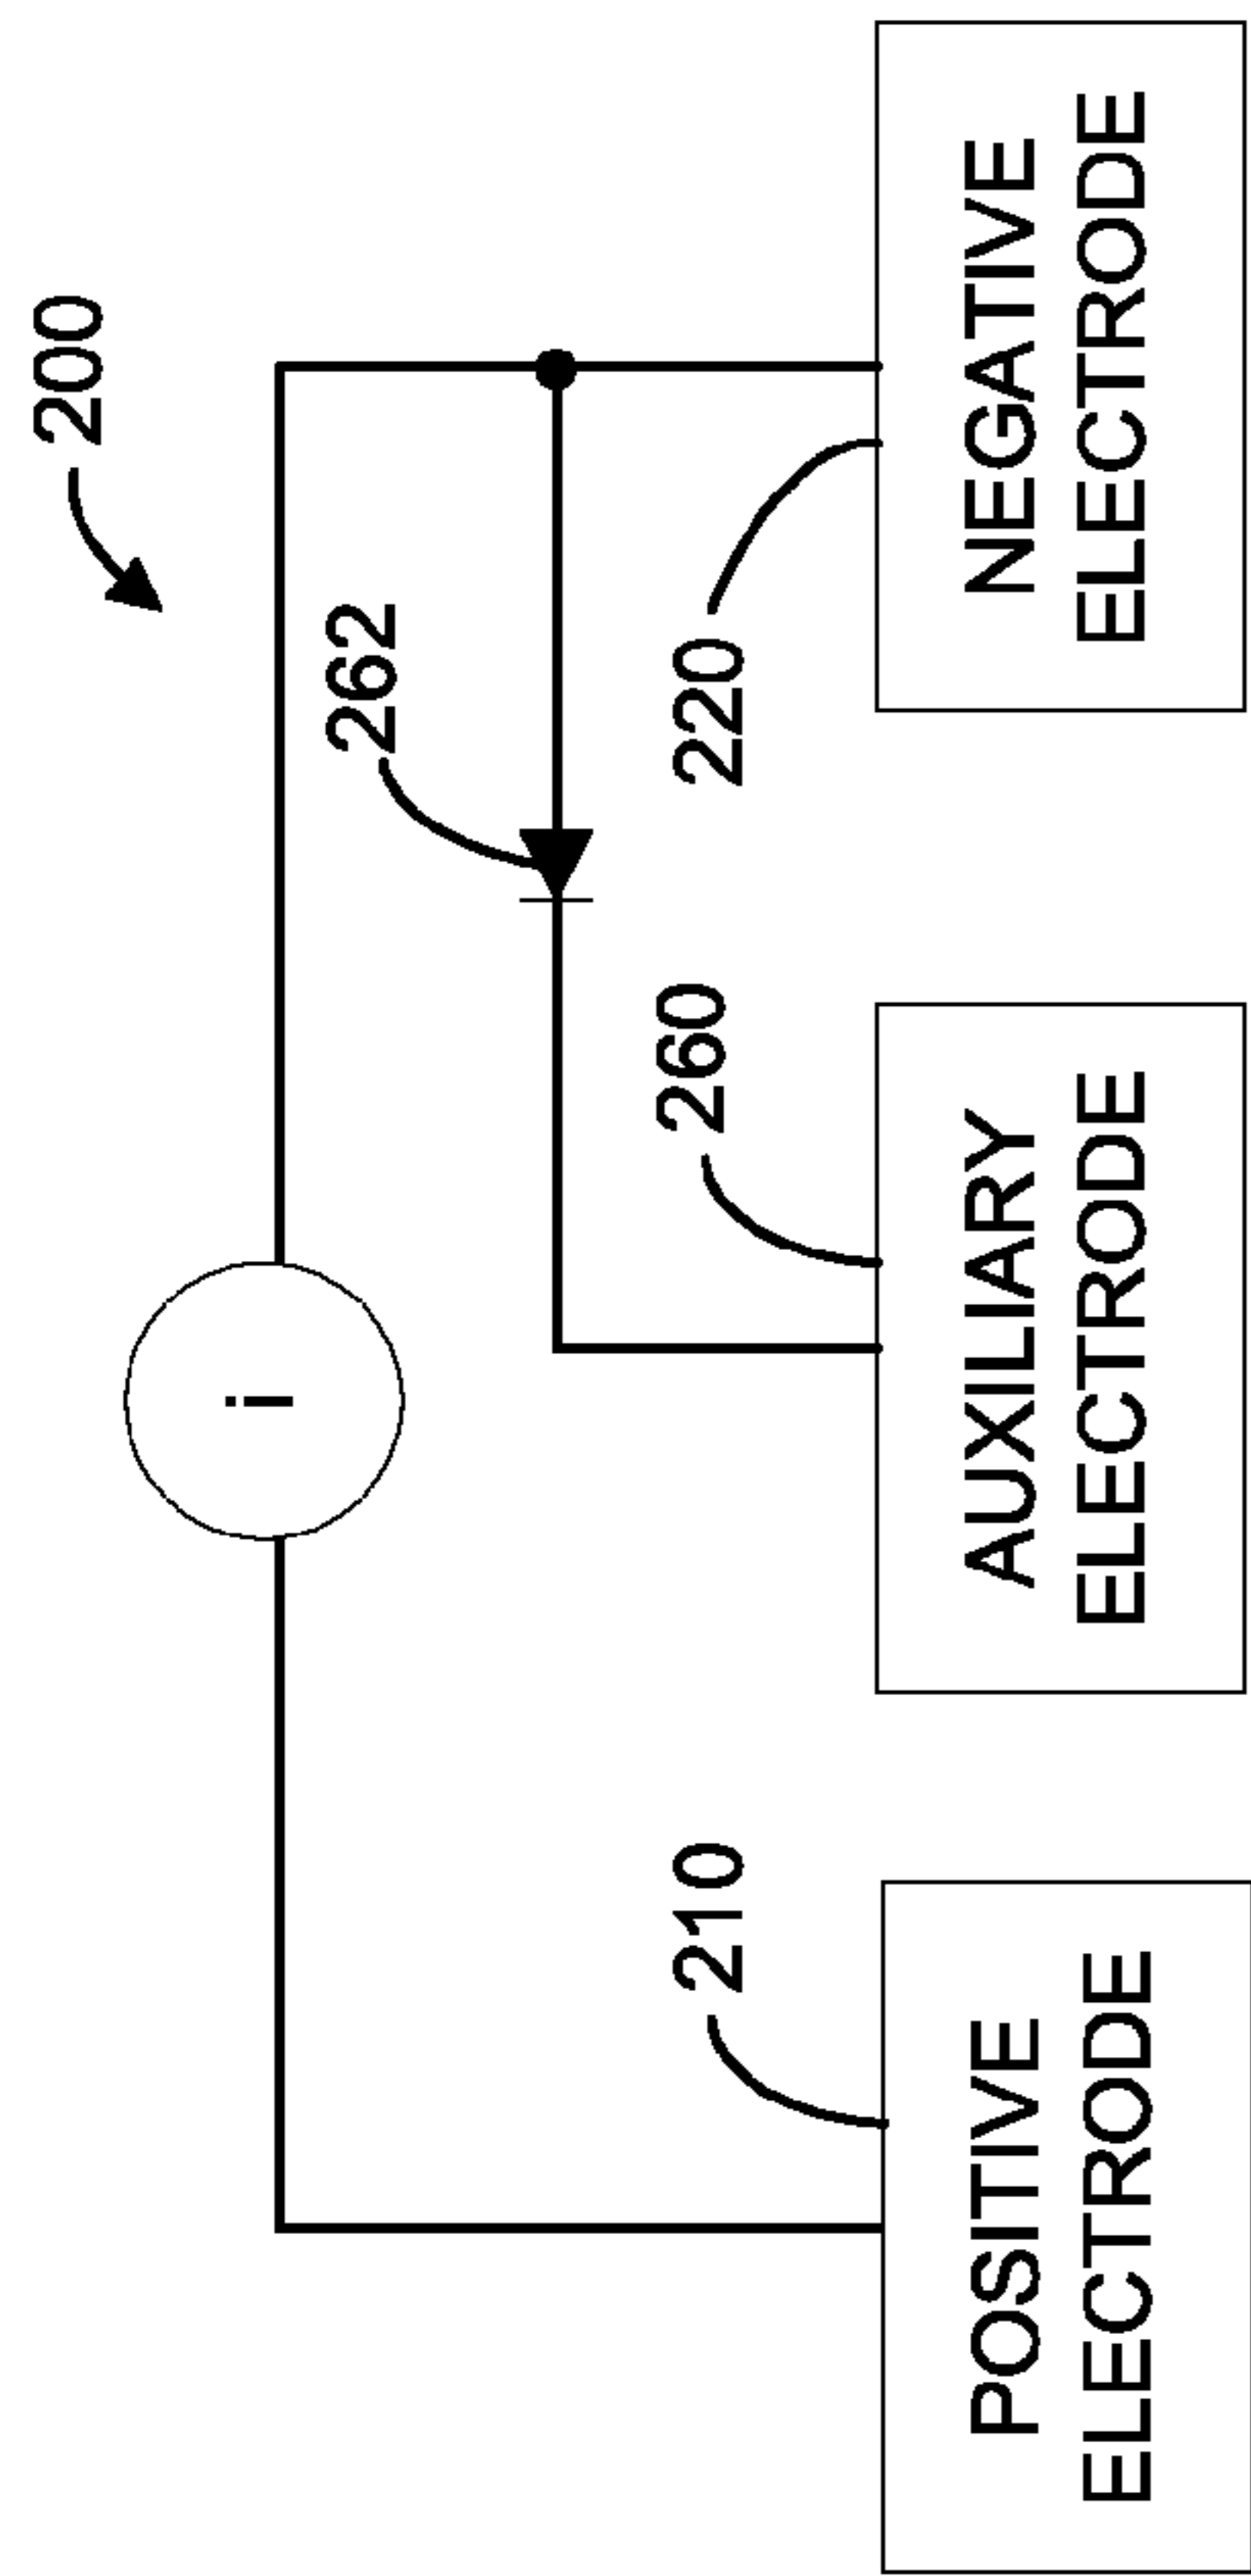 200
i
262
210
260
220
POSITIVE
ELECTRODE
AUXILIARY
ELECTRODE
NEGATIVE
ELECTRODE